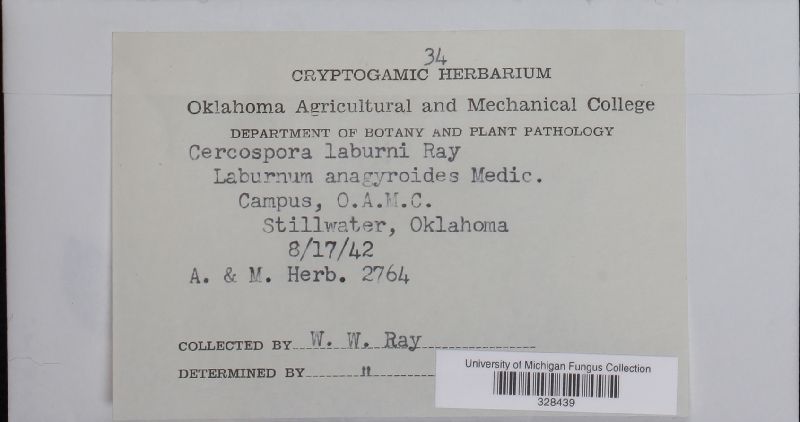 34
CRYPTOGAMIC HERBARIUM
Oklahoma Agricultural and Mechanical College
DEPARTMENT OF BOTANY AND PLANT PATHOLOGY
Cercospora laburni Ray
Laburnum anagyroides Medic.
Campus, O.A.M.C.
Stillwater, Oklahoma
8/17/42
A. & M. Herb. 2764
COLLECTED BY W. W. Ray
DETERMINED BY "
University of Michigan Fungus Collection
328439